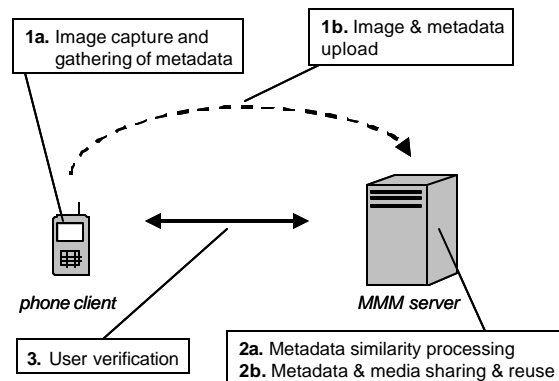 1a. Image capture and
gathering of metadata
1b. Image & metadata
upload
phone client
MMM server
3. User verification
2a. Metadata similarity processing
2b. Metadata & media sharing & reuse